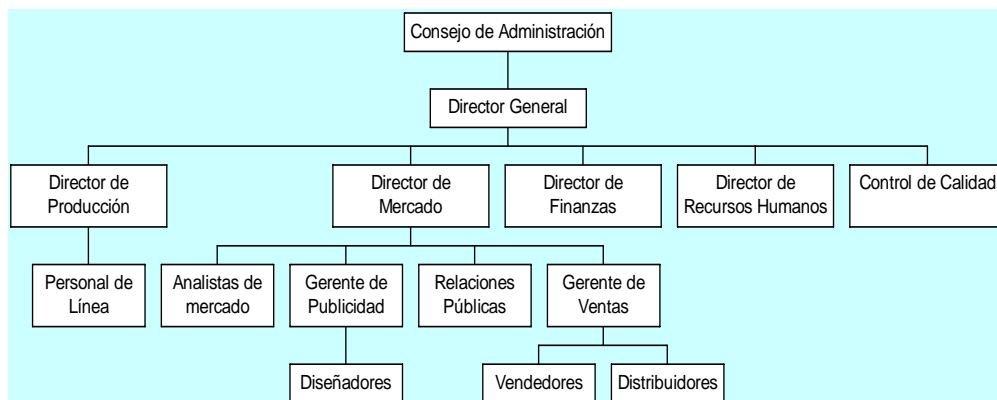 Consejo de Administración
Director General
Director de
Producción
Director de
Mercado
Director de
Finanzas
Director de
Recursos Humanos
Control de Calidad
Personal de
Línea
Analistas de
mercado
Gerente de
Publicidad
Relaciones
Públicas
Gerente de
Ventas
Diseñadores
Vendedores
Distribuidores